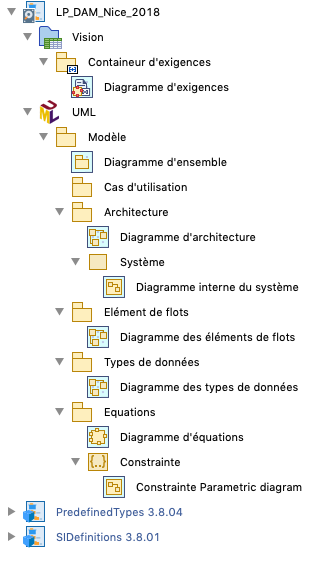 LP_DAM_Nice_2018
Vision
Containeur d'exigences
Diagramme d'exigences
UML
Modèle
Diagramme d'ensemble
Cas d'utilisation
Architecture
Diagramme d'architecture
Système
Diagramme interne du système
Elément de flots
Diagramme des éléments de flots
Types de données
Diagramme des types de données
Equations
Diagramme d'équations
Constrainte
Constrainte Parametric diagram
PredefinedTypes 3.8.04
SIDefinitions 3.8.01